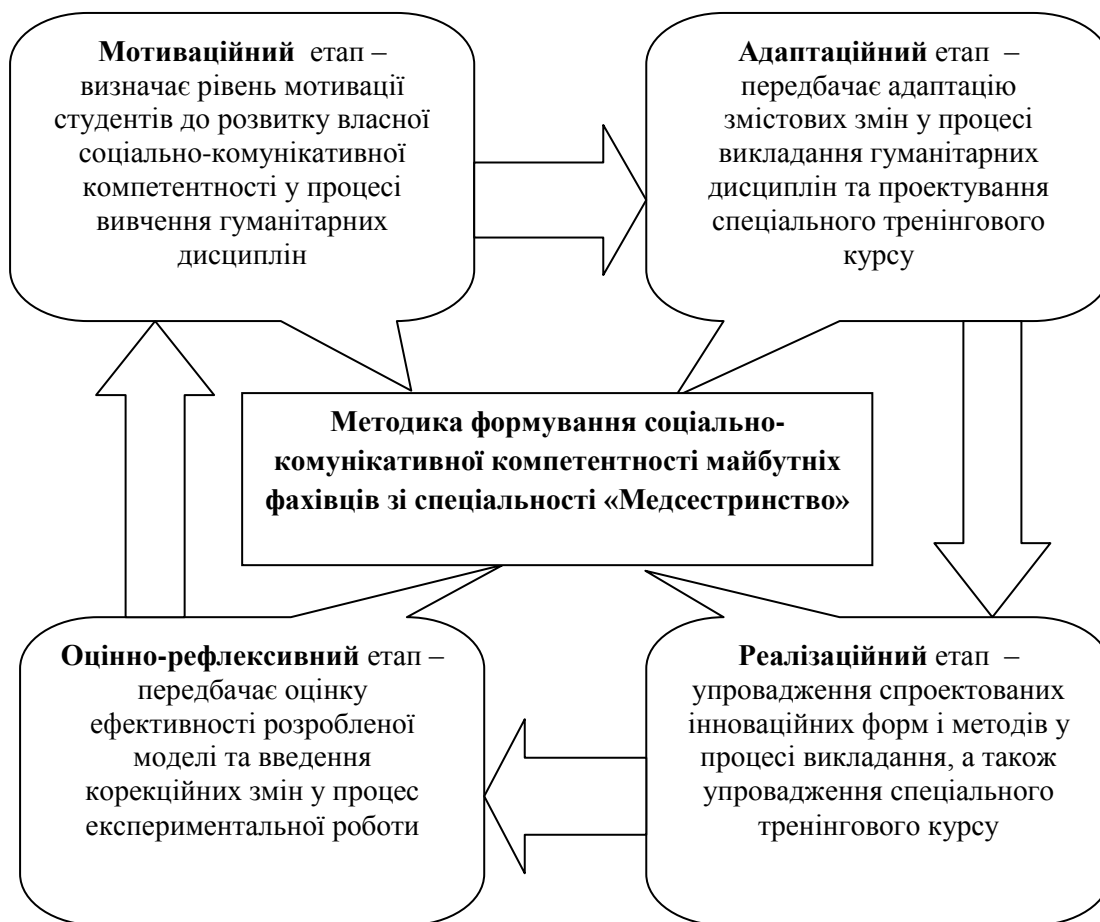 Мотиваційний етап –
визначає рівень мотивації
студентів до розвитку власної
соціально-комунікативної
компетентності у процесі
вивчення гуманітарних
дисциплін
Адаптаційний етап –
передбачає адаптацію
змістових змін у процесі
викладання гуманітарних
дисциплін та проектування
спеціального тренінгового
курсу
Методика формування соціально-
комунікативної компетентності майбутніх
фахівців зі спеціальності «Медсестринство»
Оцінно-рефлексивний етап –
передбачає оцінку
ефективності розробленої
моделі та введення
корекційних змін у процес
експериментальної роботи
Реалізаційний етап –
упровадження спроектованих
інноваційних форм і методів у
процесі викладання, а також
упровадження спеціального
тренінгового курсу